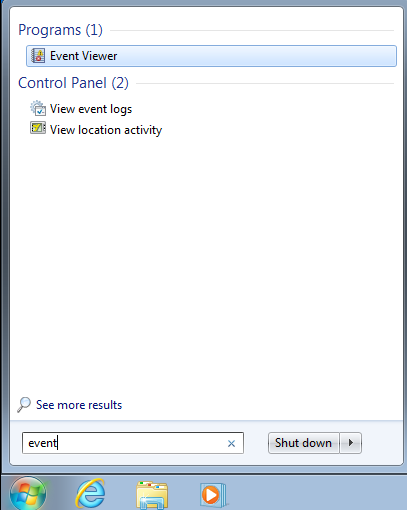 Programs (1)
Event Viewer
Control Panel (2)
View event logs
View location activity
See more results
event
Shut down